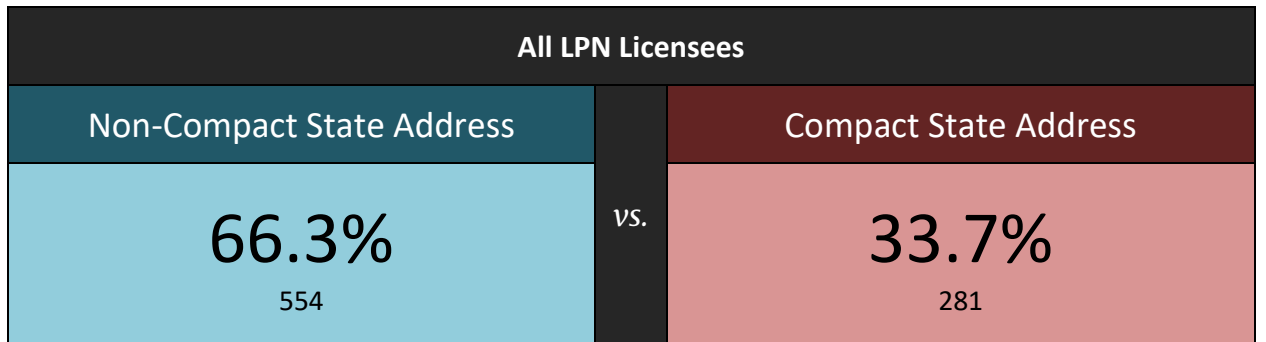 All LPN Licensees
Non-Compact State Address
Compact State Address
66.3%
vs.
33.7%
554
281